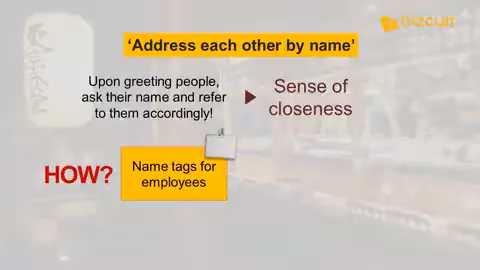 bizcuit
‘Address each other by name’
Upon greeting people,
ask their name and refer
to them accordingly!
Sense of
closeness
HOW?
Name tags for
employees